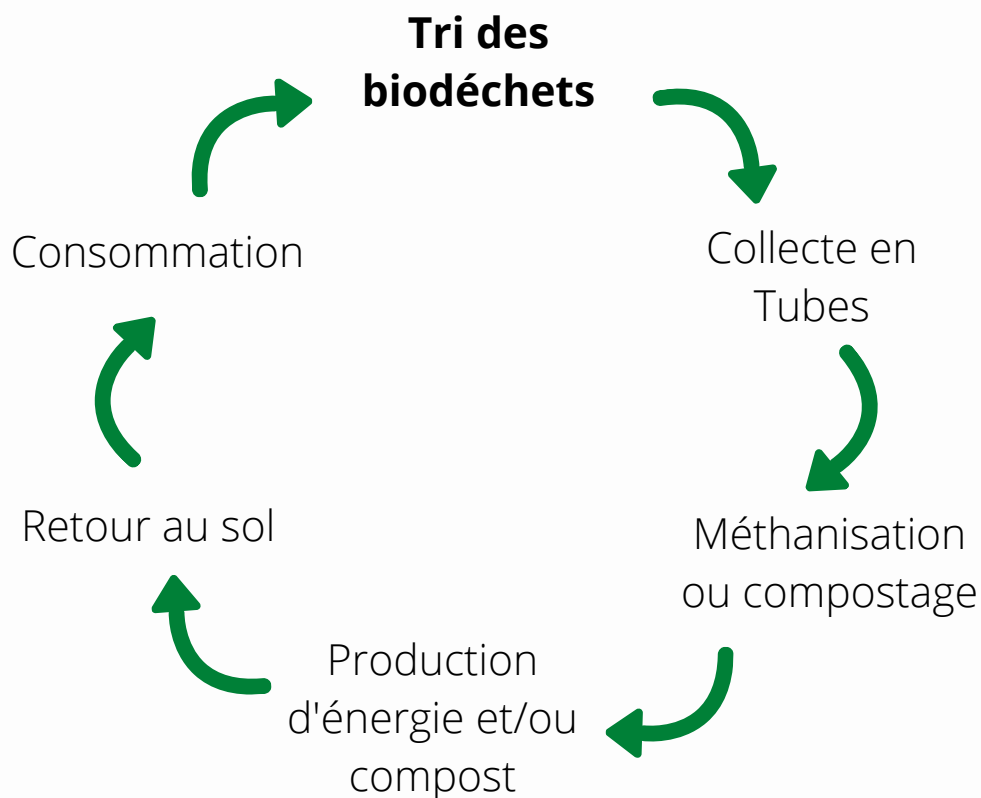 Tri des
biodéchets
Collecte en
Tubes
Méthanisation
ou compostage
Production
d'énergie et/ou
compost
Retour au sol
Consommation